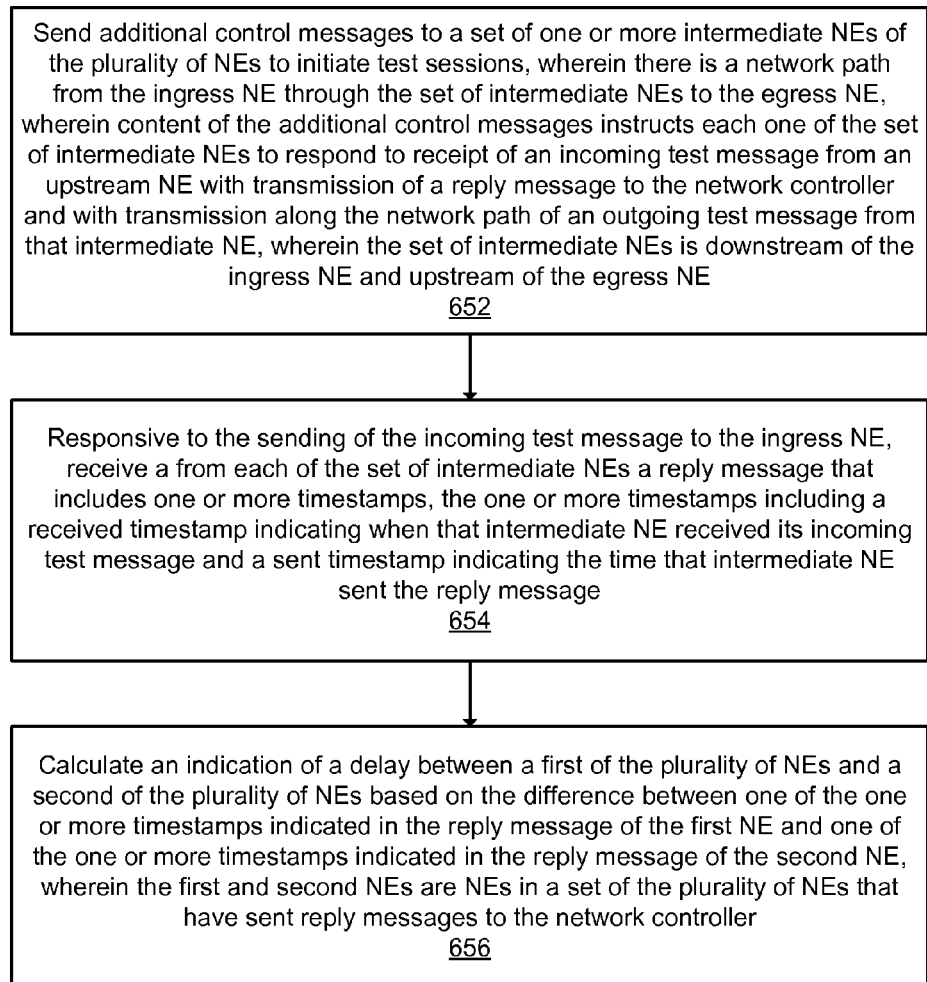 Send additional control messages to a set of one or more intermediate NEs of
the plurality of NEs to initiate test sessions, wherein there is a network path
from the ingress NE through the set of intermediate NEs to the egress NE,
wherein content of the additional control messages instructs each one of the set
of intermediate NEs to respond to receipt of an incoming test message from an
upstream NE with transmission of a reply message to the network controller
and with transmission along the network path of an outgoing test message from
that intermediate NE, wherein the set of intermediate NEs is downstream of the
ingress NE and upstream of the egress NE
652
Responsive to the sending of the incoming test message to the ingress NE,
receive a from each of the set of intermediate NEs a reply message that
includes one or more timestamps, the one or more timestamps including a
received timestamp indicating when that intermediate NE received its incoming
test message and a sent timestamp indicating the time that intermediate NE
sent the reply message
654
Calculate an indication of a delay between a first of the plurality of NEs and a
second of the plurality of NEs based on the difference between one of the one
or more timestamps indicated in the reply message of the first NE and one of
the one or more timestamps indicated in the reply message of the second NE,
wherein the first and second NEs are NEs in a set of the plurality of NEs that
have sent reply messages to the network controller
656